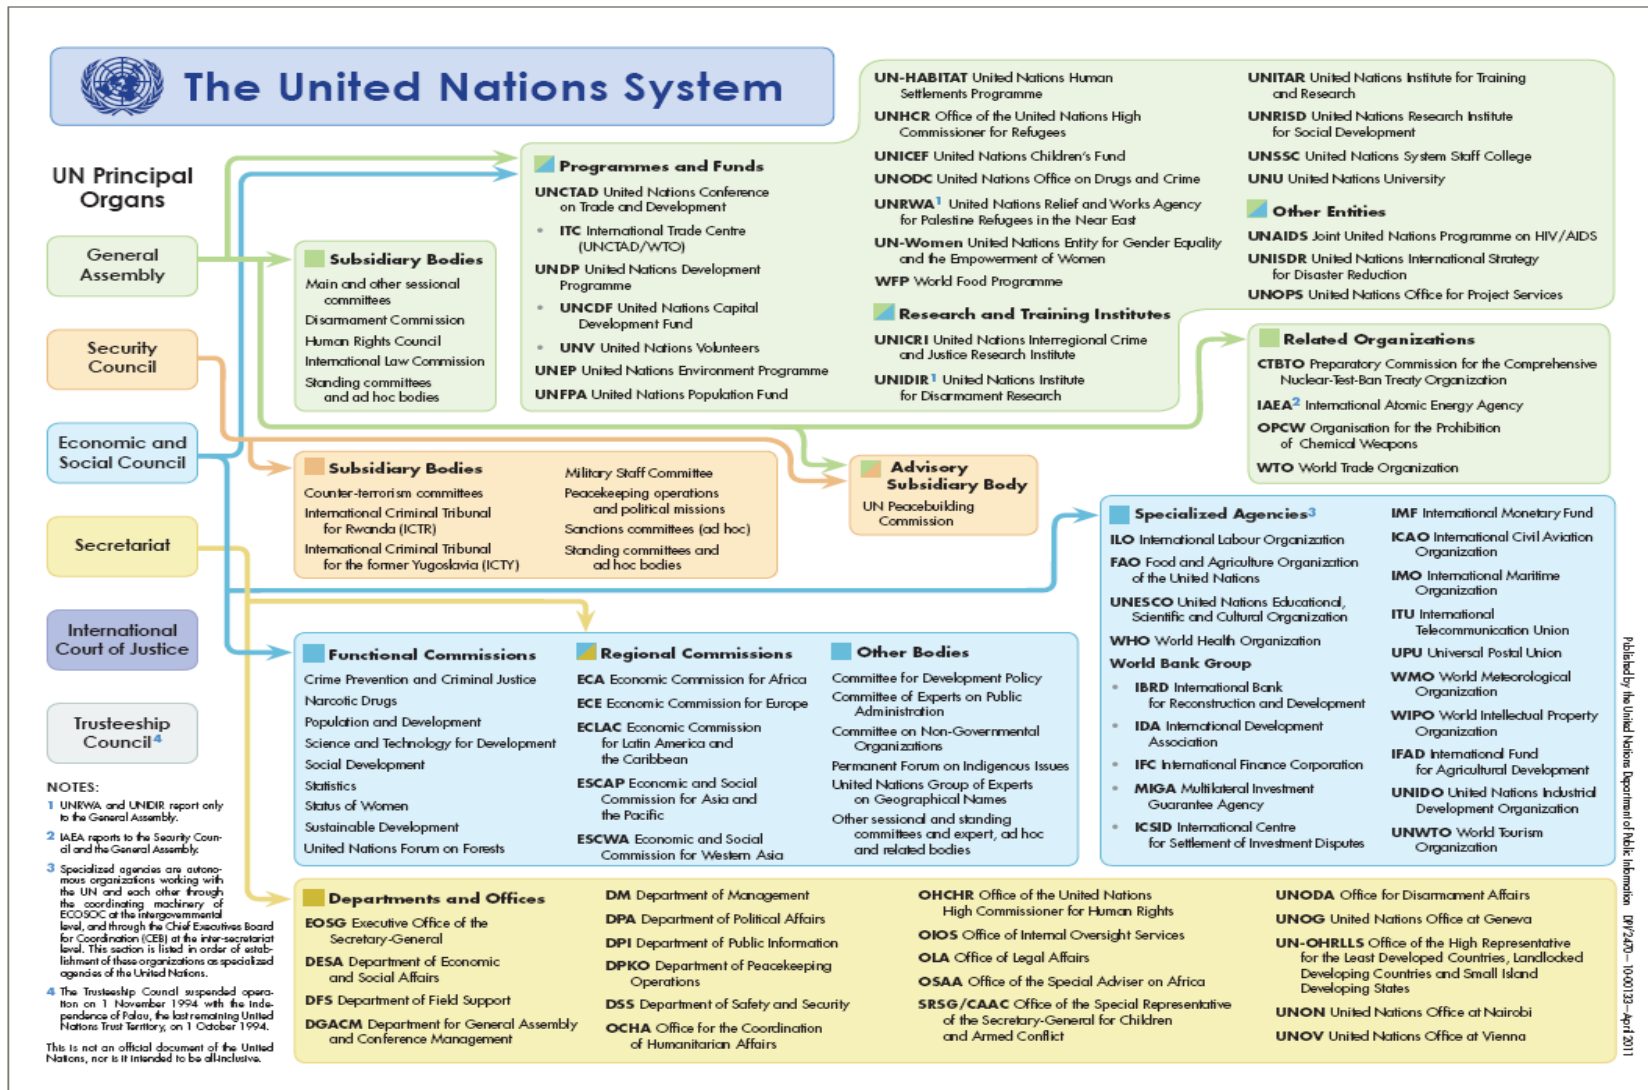 The United Nations System
UN Principal
Organs
General
Assembly
Security
Council
Economic and
Social Council
Secretariat
International
Court of Justice
Trusteeship
Council4
NOTES:
1 UNRWA and UNIDIR report only
to the General Assembly.
2 IAEA reports to the Security Coun-
cil and the General Assembly.
3 Specialized agencies are autono-
mous organizations working with
the UN and each other through
the coordinating machinery of
ECOSOC at the intergovernmental
level, and through the Chief Executives Board
for Coordination (CEB) at the inter-secretariat
level. This section is listed in order of estab-
lishment of these organizations as specialized
agencies of the United Nations.
4 The Trusteeship Council suspended opera-
tion on 1 November 1994 with the inde-
pendence of Palau, the last remaining United
Nations Trust Territory, on 1 October 1994.
This is not an official document of the United
Nations, nor is it intended to be all-inclusive.
Subsidiary Bodies
Main and other sessional
committees
Disarmament Commission
Human Rights Council
International Law Commission
Standing committees
and ad hoc bodies
Programmes and Funds
UNCTAD United Nations Conference
on Trade and Development
• ITC International Trade Centre
(UNCTAD/WTO)
UNDP United Nations Development
Programme
• UNCDF United Nations Capital
Development Fund
• UNV United Nations Volunteers
UNEP United Nations Environment Programme
UNFPA United Nations Population Fund
UN-HABITAT United Nations Human
Settlements Programme
UNHCR Office of the United Nations High
Commissioner for Refugees
UNICEF United Nations Children's Fund
UNODC United Nations Office on Drugs and Crime
UNRWA1 United Nations Relief and Works Agency
for Palestine Refugees in the Near East
UN-Women United Nations Entity for Gender Equality
and the Empowerment of Women
WFP World Food Programme
Research and Training Institutes
UNICRI United Nations Interregional Crime
and Justice Research Institute
UNIDIR1 United Nations Institute
for Disarmament Research
UNITAR United Nations Institute for Training
and Research
UNRISD United Nations Research Institute
for Social Development
UNSSC United Nations System Staff College
UNU United Nations University
Other Entities
UNAIDS Joint United Nations Programme on HIV/AIDS
UNISDR United Nations International Strategy
for Disaster Reduction
UNOPS United Nations Office for Project Services
Related Organizations
CTBTO Preparatory Commission for the Comprehensive
Nuclear-Test-Ban Treaty Organization
IAEA2 International Atomic Energy Agency
OPCW Organisation for the Prohibition
of Chemical Weapons
WTO World Trade Organization
Subsidiary Bodies
Counter-terrorism committees
International Criminal Tribunal
for Rwanda (ICTR)
International Criminal Tribunal
for the former Yugoslavia (ICTY)
Military Staff Committee
Peacekeeping operations
and political missions
Sanctions committees (ad hoc)
Standing committees and
ad hoc bodies
Advisory
Subsidiary Body
UN Peacebuilding
Commission
Functional Commissions
Crime Prevention and Criminal Justice
Narcotic Drugs
Population and Development
Science and Technology for Development
Social Development
Statistics
Status of Women
Sustainable Development
United Nations Forum on Forests
Regional Commissions
ECA Economic Commission for Africa
ECE Economic Commission for Europe
ECLAC Economic Commission
for Latin America and
the Caribbean
ESCAP Economic and Social
Commission for Asia and
the Pacific
ESCWA Economic and Social
Commission for Western Asia
Other Bodies
Committee for Development Policy
Committee of Experts on Public
Administration
Committee on Non-Governmental
Organizations
Permanent Forum on Indigenous Issues
United Nations Group of Experts
on Geographical Names
Other sessional and standing
committees and expert, ad hoc
and related bodies
Specialized Agencies3
ILO International Labour Organization
FAO Food and Agriculture Organization
of the United Nations
UNESCO United Nations Educational,
Scientific and Cultural Organization
WHO World Health Organization
World Bank Group
• IBRD International Bank
for Reconstruction and Development
• IDA International Development
Association
• IFC International Finance Corporation
• MIGA Multilateral Investment
Guarantee Agency
• ICSID International Centre
for Settlement of Investment Disputes
IMF International Monetary Fund
ICAO International Civil Aviation
Organization
IMO International Maritime
Organization
ITU International
Telecommunication Union
UPU Universal Postal Union
WMO World Meteorological
Organization
WIPO World Intellectual Property
Organization
IFAD International Fund
for Agricultural Development
UNIDO United Nations Industrial
Development Organization
UNWTO World Tourism
Organization
Departments and Offices
EOSG Executive Office of the
Secretary-General
DESA Department of Economic
and Social Affairs
DFS Department of Field Support
DGACM Department for General Assembly
and Conference Management
DM Department of Management
DPA Department of Political Affairs
DPI Department of Public Information
DPKO Department of Peacekeeping
Operations
DSS Department of Safety and Security
OCHA Office for the Coordination
of Humanitarian Affairs
OHCHR Office of the United Nations
High Commissioner for Human Rights
OIOS Office of Internal Oversight Services
OLA Office of Legal Affairs
OSAA Office of the Special Adviser on Africa
SRSG/CAAC Office of the Special Representative
of the Secretary-General for Children
and Armed Conflict
UNODA Office for Disarmament Affairs
UNOG United Nations Office at Geneva
UN-OHRLLS Office of the High Representative
for the Least Developed Countries, Landlocked
Developing Countries and Small Island
Developing States
UNON United Nations Office at Nairobi
UNOV United Nations Office at Vienna
Published by the United Nations Department of Public Information DPI/2470—10-00133—April 2011